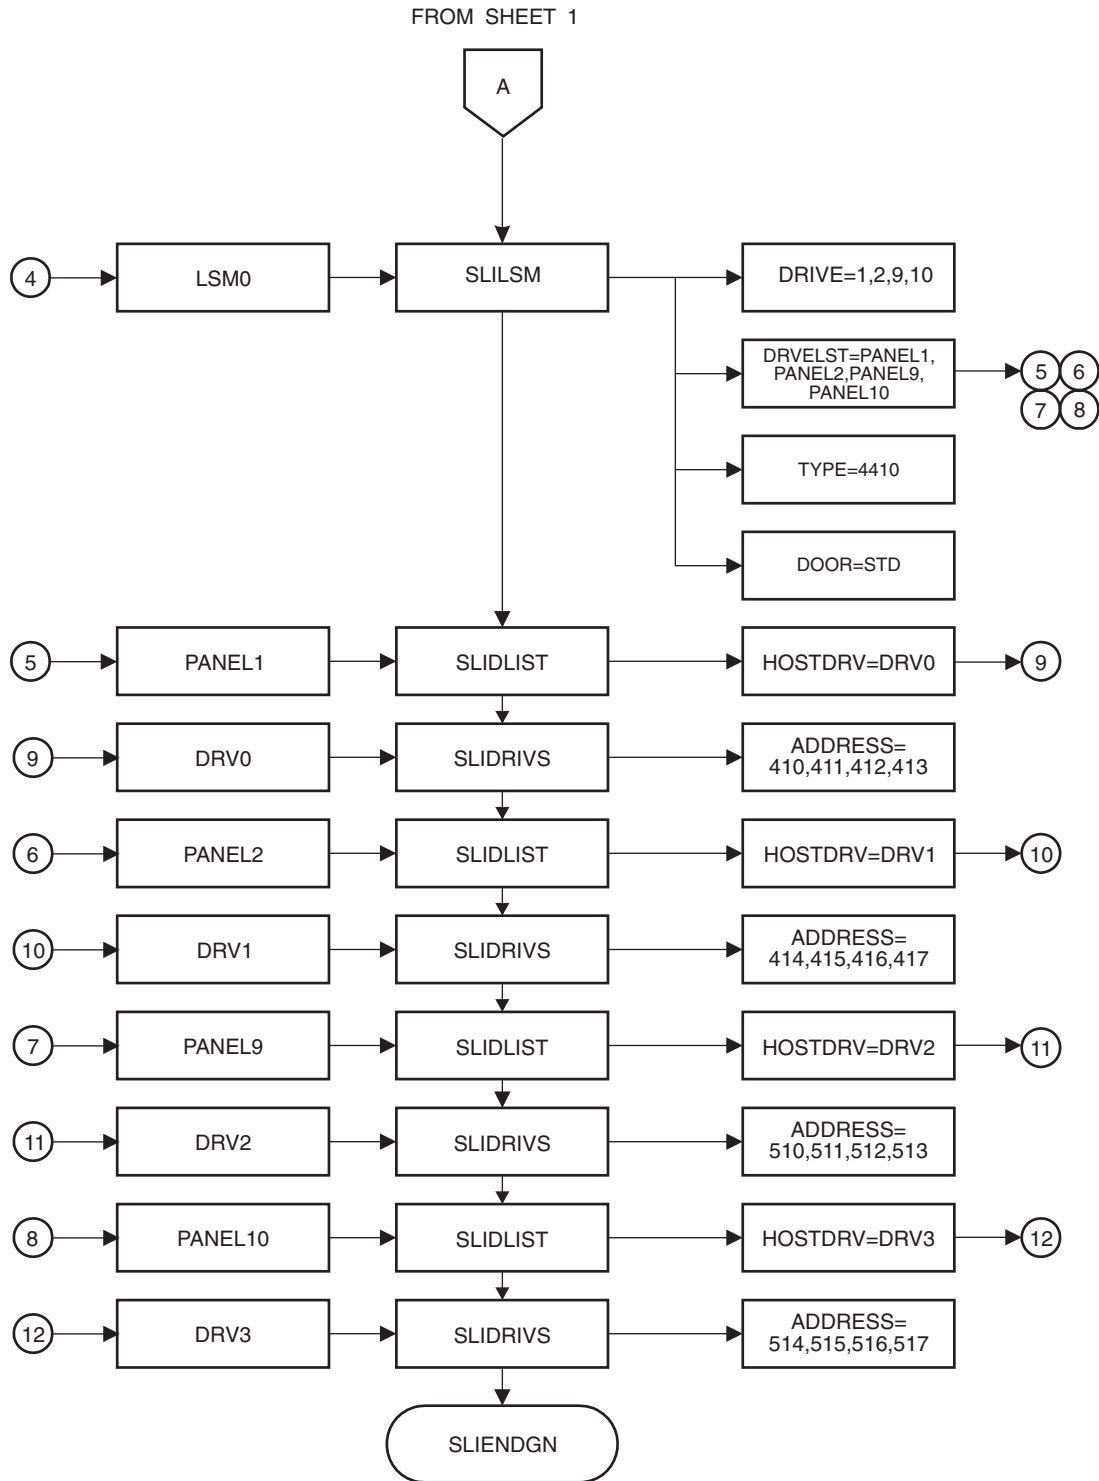 FROM SHEET 1
A
4
LSM0
SLILSM
DRIVE=1,2,9,10
DRVELST=PANEL1,
PANEL2,PANEL9,
PANEL10
5
6
7
8
TYPE=4410
DOOR=STD
5
PANEL1
SLIDLIST
HOSTDRV=DRV0
9
9
DRV0
SLIDRIVS
ADDRESS=
410,411,412,413
6
PANEL2
SLIDLIST
HOSTDRV=DRV1
10
10
DRV1
SLIDRIVS
ADDRESS=
414,415,416,417
7
PANEL9
SLIDLIST
HOSTDRV=DRV2
11
11
DRV2
SLIDRIVS
ADDRESS=
510,511,512,513
8
PANEL10
SLIDLIST
HOSTDRV=DRV3
12
12
DRV3
SLIDRIVS
ADDRESS=
514,515,516,517
SLIENDGN